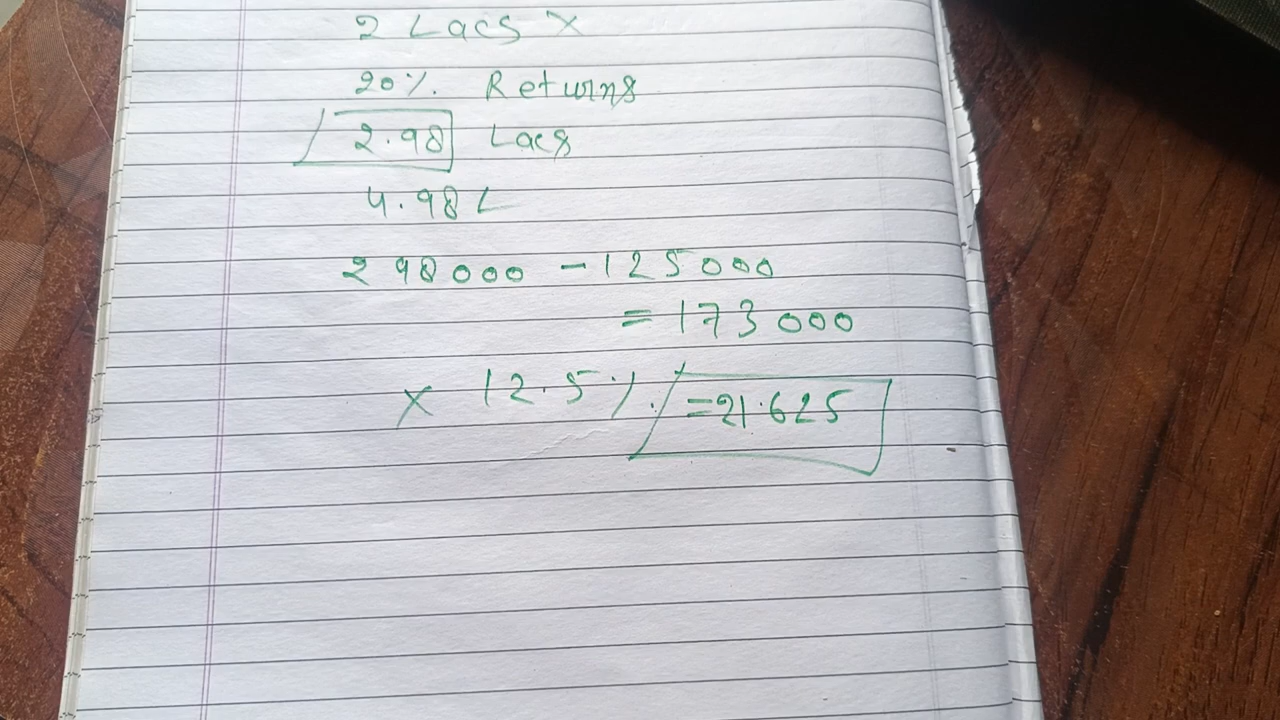 2 Lacs X
20%. Returns
2.98 Lacs
4.98 L
298000 - 125000
= 173000
X 12.5%. =21.625